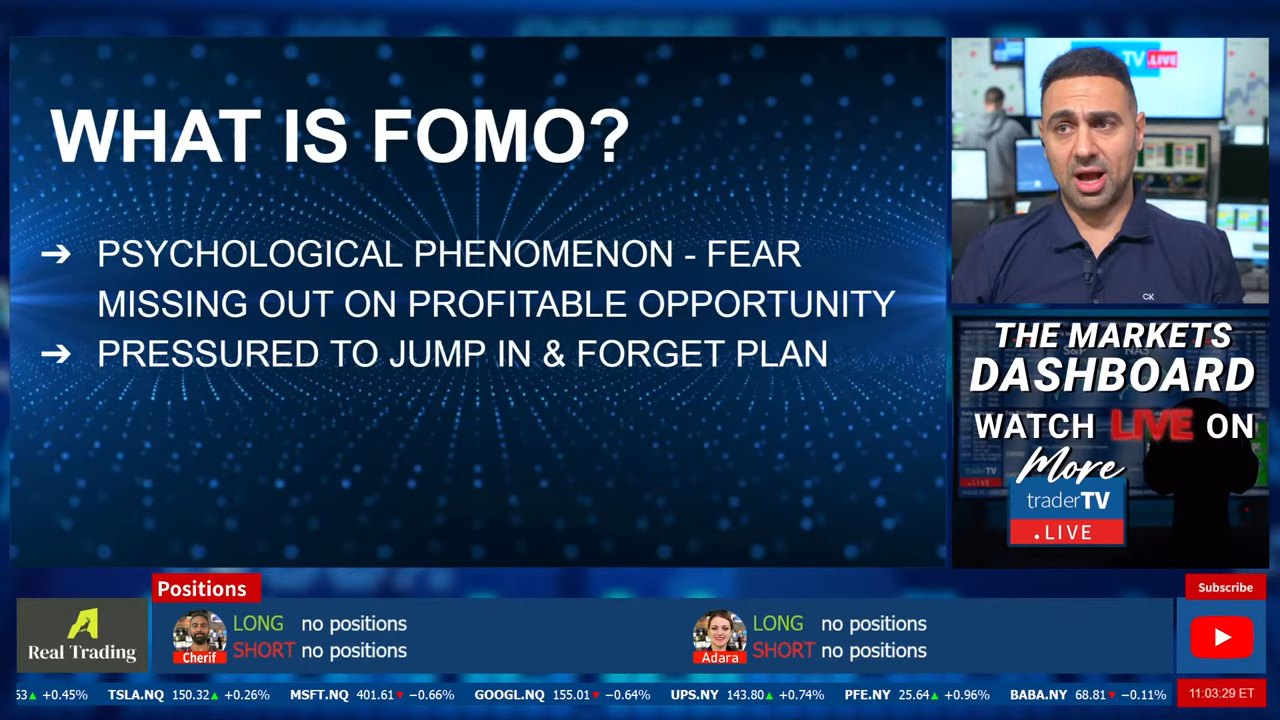 WHAT IS FOMO?
➔ PSYCHOLOGICAL PHENOMENON - FEAR
MISSING OUT ON PROFITABLE OPPORTUNITY
➔ PRESSURED TO JUMP IN & FORGET PLAN
TV.LIVE
CK
THE MARKETS
DASHBOARD
WATCH LIVE ON
More
traderTV
.LIVE
Positions
Subscribe
Real Trading
Cherif
LONG no positions
SHORT no positions
Adara
LONG no positions
SHORT no positions
53▲ +0.45% TSLA.NQ 150.32▲ +0.26% MSFT.NQ 401.61▼ −0.66% GOOGL.NQ 155.01▼ −0.64% UPS.NY 143.80▲ +0.74% PFE.NY 25.64▲ +0.96% BABA.NY 68.81▼ −0.11%
11:03:29 ET